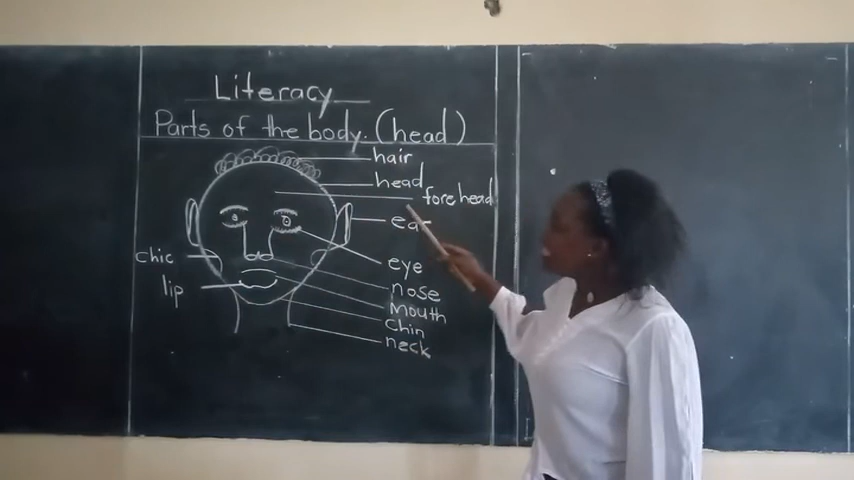 Literacy
Parts of the body. (head)
hair
head
fore head
ear
chic
eye
lip
nose
Mouth
Chin
neck